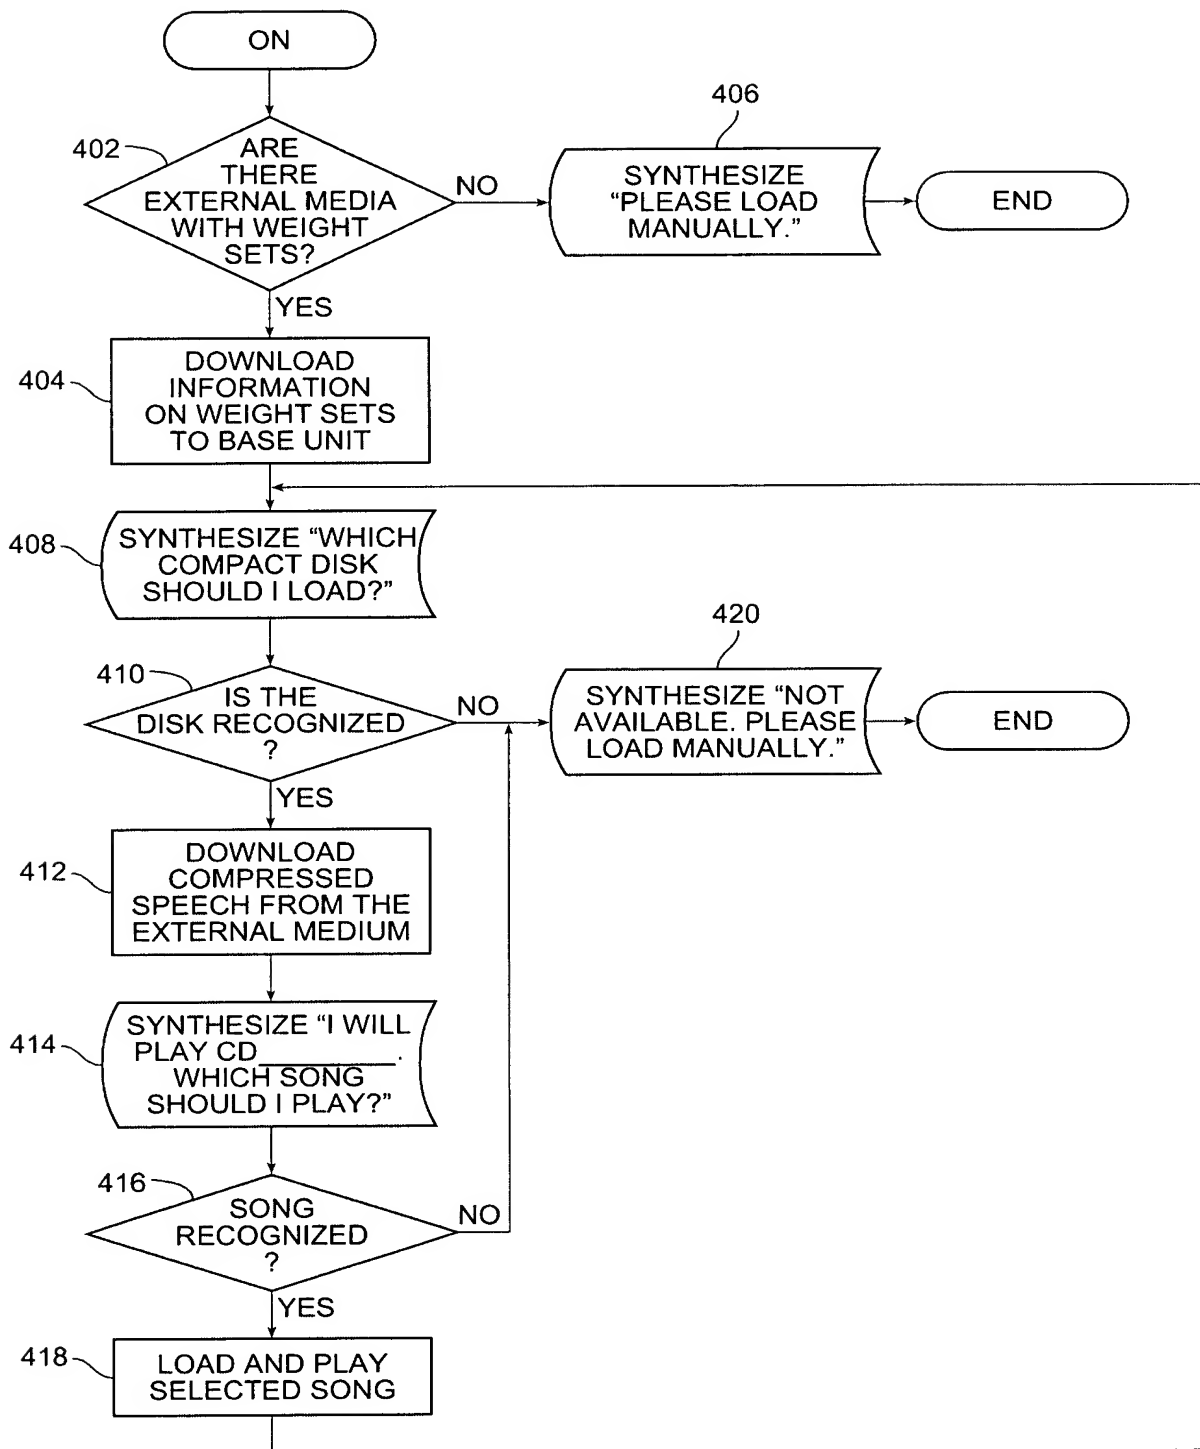 ON
402
ARE
THERE
EXTERNAL MEDIA
WITH WEIGHT
SETS?
NO
406
SYNTHESIZE
“PLEASE LOAD
MANUALLY.”
END
YES
404
DOWNLOAD
INFORMATION
ON WEIGHT SETS
TO BASE UNIT
408
SYNTHESIZE “WHICH
COMPACT DISK
SHOULD I LOAD?”
410
IS THE
DISK RECOGNIZED
?
NO
420
SYNTHESIZE “NOT
AVAILABLE. PLEASE
LOAD MANUALLY.”
END
YES
412
DOWNLOAD
COMPRESSED
SPEECH FROM THE
EXTERNAL MEDIUM
414
SYNTHESIZE “I WILL
PLAY CD__________.
WHICH SONG
SHOULD I PLAY?”
416
SONG
RECOGNIZED
?
NO
YES
418
LOAD AND PLAY
SELECTED SONG